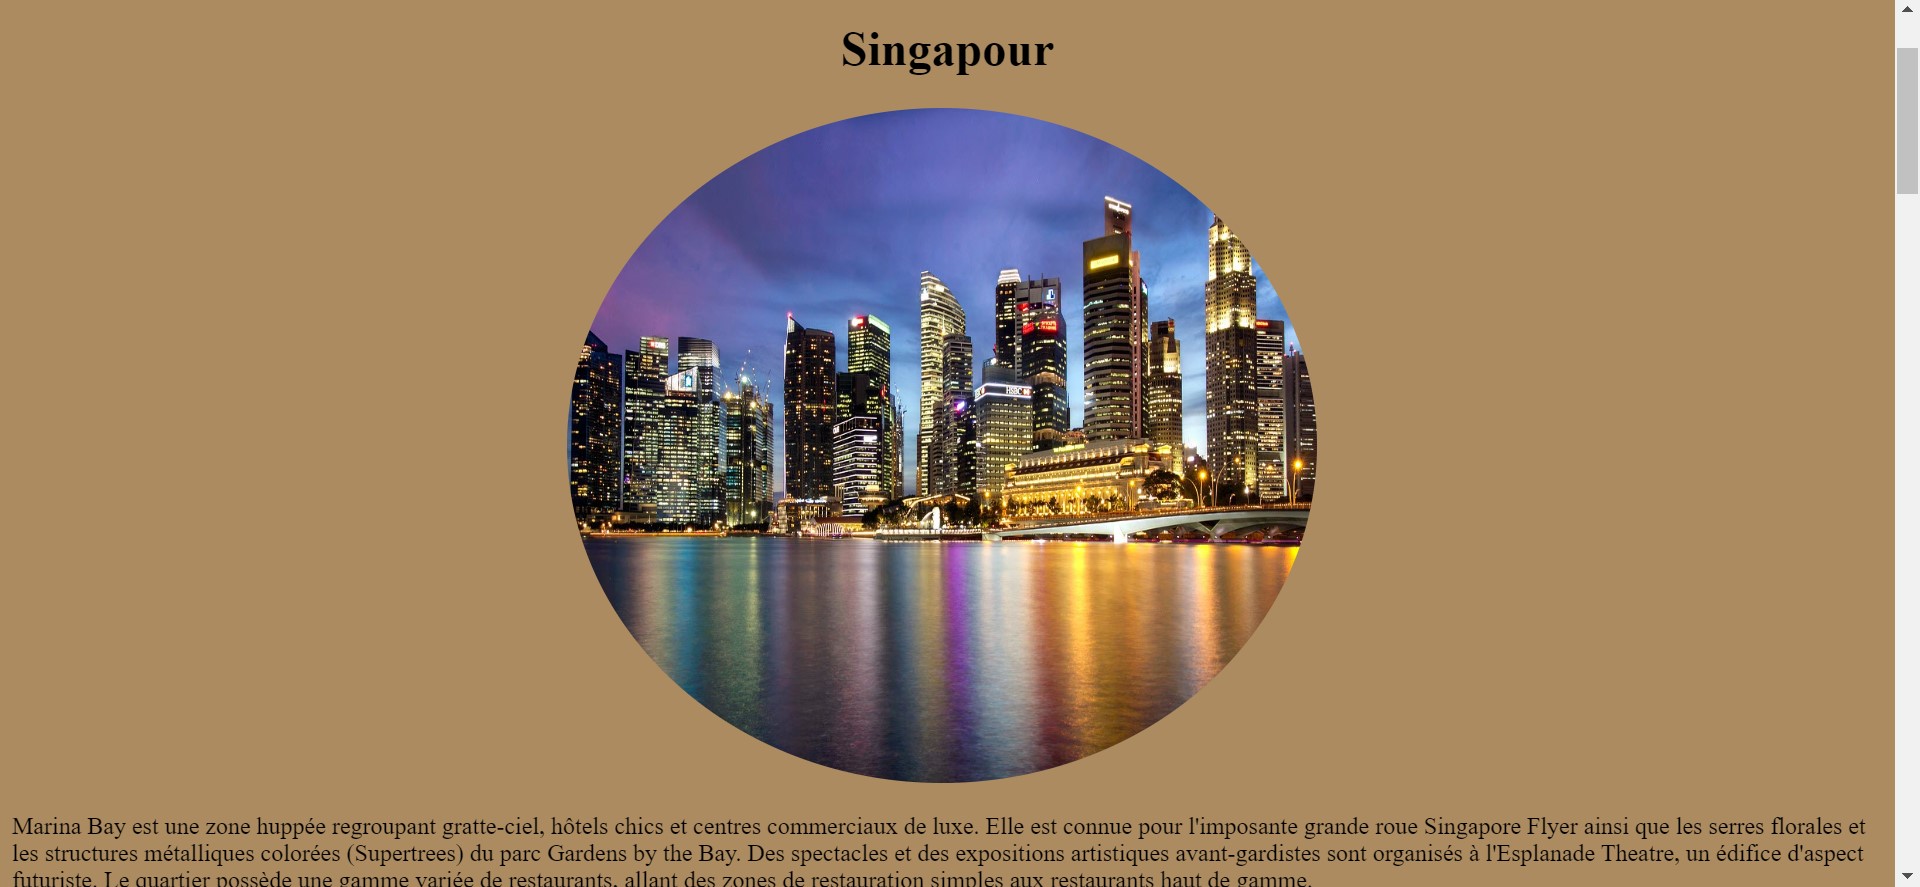 Singapour
HSBC
Marina Bay est une zone huppée regroupant gratte-ciel, hôtels chics et centres commerciaux de luxe. Elle est connue pour l'imposante grande roue Singapore Flyer ainsi que les serres florales et
les structures métalliques colorées (Supertrees) du parc Gardens by the Bay. Des spectacles et des expositions artistiques avant-gardistes sont organisés à l'Esplanade Theatre, un édifice d'aspect
futuriste. Le quartier possède une gamme variée de restaurants, allant des zones de restauration simples aux restaurants haut de gamme.